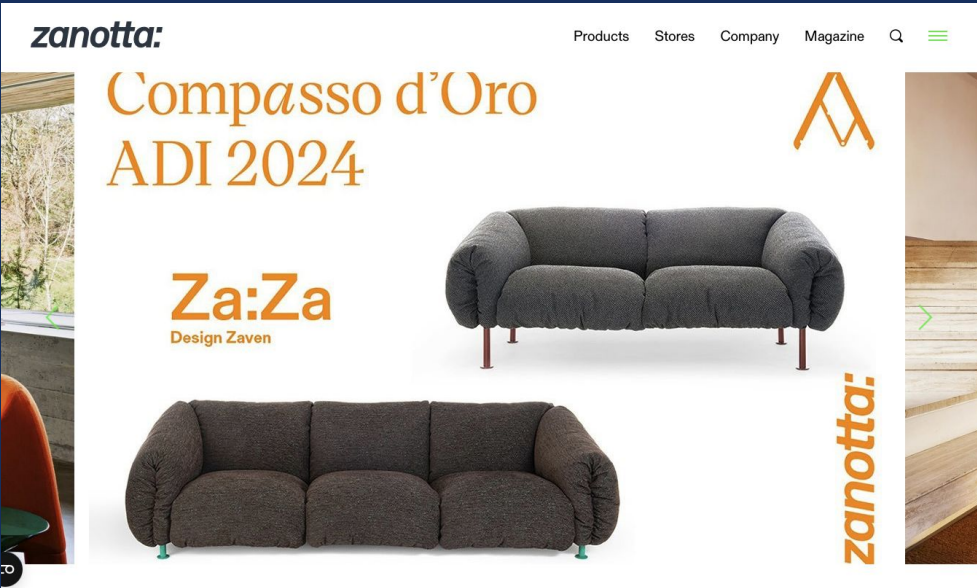 zanotta:
Products
Stores
Company
Magazine
Compasso d'Oro
ADI 2024
Za:Za
Design Zaven
zanotta: